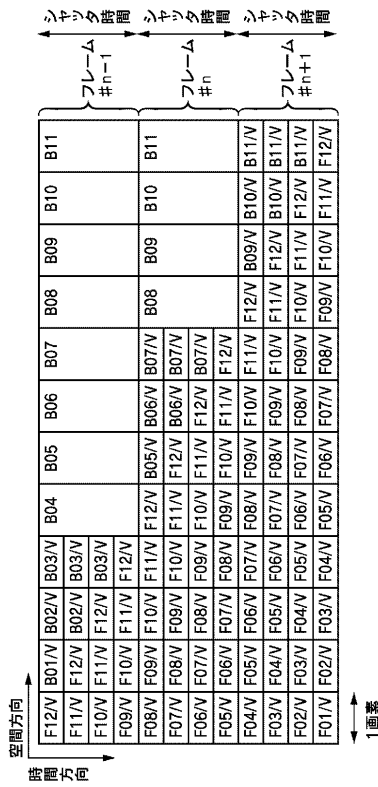 空間方向
時間方向
F12/V B01/V B02/V B03/V B04 B05 B06 B07 B08 B09 B10 B11
F11/V F12/V B02/V B03/V
F10/V F11/V F12/V B03/V
F09/V F10/V F11/V F12/V
フレーム
#n-1
シャッタ時間
F08/V F09/V F10/V F11/V F12/V B05/V B06/V B07/V B08 B09 B10 B11
F07/V F08/V F09/V F10/V F11/V F12/V B06/V B07/V
F06/V F07/V F08/V F09/V F10/V F11/V F12/V B07/V
F05/V F06/V F07/V F08/V F09/V F10/V F11/V F12/V
フレーム
#n
シャッタ時間
F04/V F05/V F06/V F07/V F08/V F09/V F10/V F11/V F12/V B09/V B10/V B11/V
F03/V F04/V F05/V F06/V F07/V F08/V F09/V F10/V F11/V F12/V B10/V B11/V
F02/V F03/V F04/V F05/V F06/V F07/V F08/V F09/V F10/V F11/V F12/V B11/V
F01/V F02/V F03/V F04/V F05/V F06/V F07/V F08/V F09/V F10/V F11/V F12/V
フレーム
#n+1
シャッタ時間
1画素